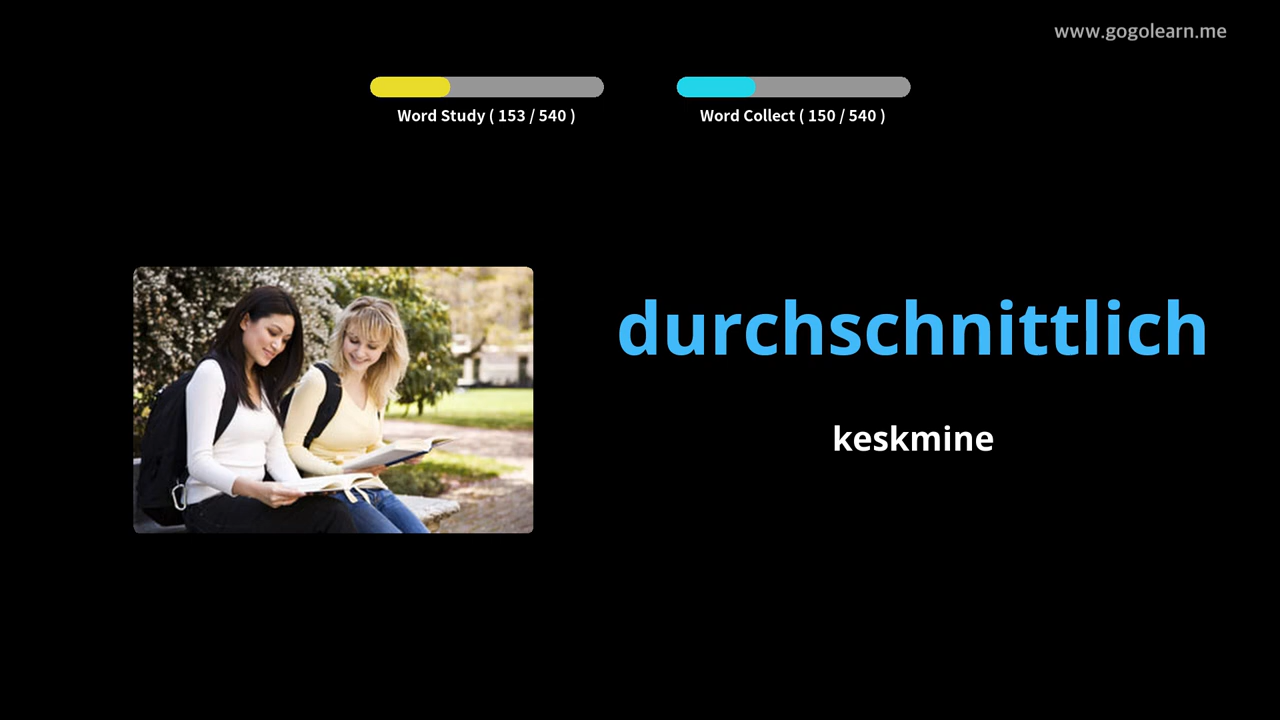 www.gogolearn.me
Word Study ( 153 / 540 )
Word Collect ( 150 / 540 )
durchschnittlich
keskmine